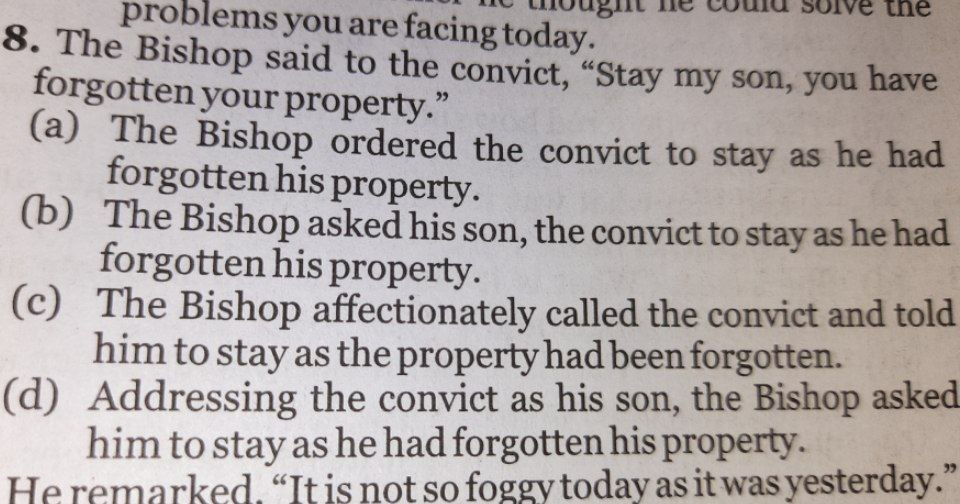 thought he could solve the
problems you are facing today.
8. The Bishop said to the convict, “Stay my son, you have
forgotten your property.”
(a) The Bishop ordered the convict to stay as he had
forgotten his property.
(b) The Bishop asked his son, the convict to stay as he had
forgotten his property.
(c) The Bishop affectionately called the convict and told
him to stay as the property had been forgotten.
(d) Addressing the convict as his son, the Bishop asked
him to stay as he had forgotten his property.
He remarked, “It is not so foggy today as it was yesterday.”